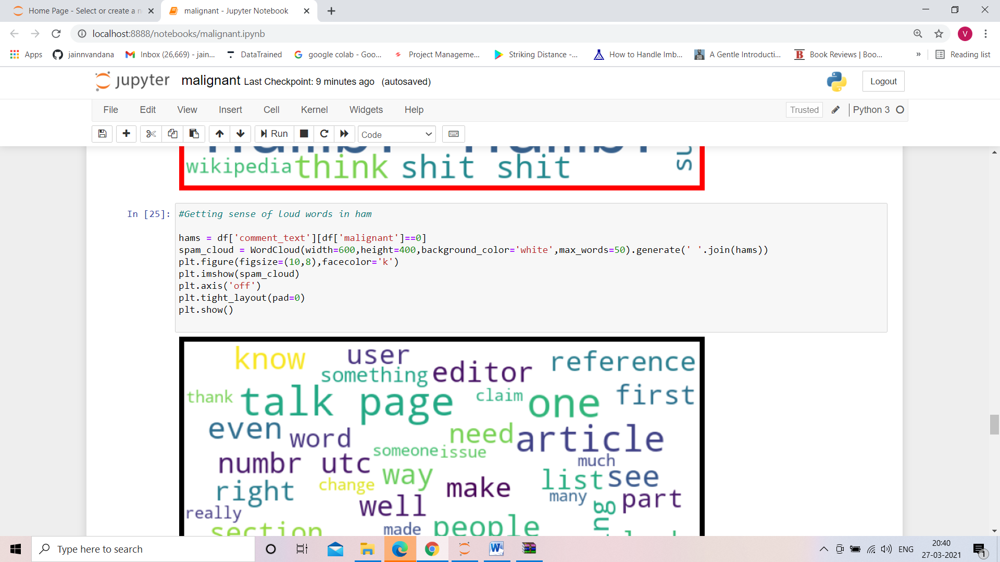 Home Page - Select or create a n
malignant - Jupyter Notebook
localhost:8888/notebooks/malignant.ipynb
V
Apps
jainnvandana
Inbox (26,669) - jain...
DataTrained
google colab - Goo...
Project Manageme...
Striking Distance -...
How to Handle Imb...
A Gentle Introducti...
B
Book Reviews | Boo...
»
Reading list
jupyter malignant Last Checkpoint: 9 minutes ago (autosaved)
Logout
File Edit View Insert Cell Kernel Widgets Help
Trusted
Python 3
Run
Code
wikipedia think shit shit
In [25]:
#Getting sense of loud words in ham
hams = df['comment_text'][df['malignant']==0]
spam_cloud = WordCloud(width=600,height=400,background_color='white',max_words=50).generate(' '.join(hams))
plt.figure(figsize=(10,8),facecolor='k')
plt.imshow(spam_cloud)
plt.axis('off')
plt.tight_layout(pad=0)
plt.show()
know user reference
something editor
thank talk page claim one first
even word need article
someone issue
numbr utc much
way list see
right change make many part
really well
section made people
Type here to search
W
ENG
20:40
27-03-2021
1